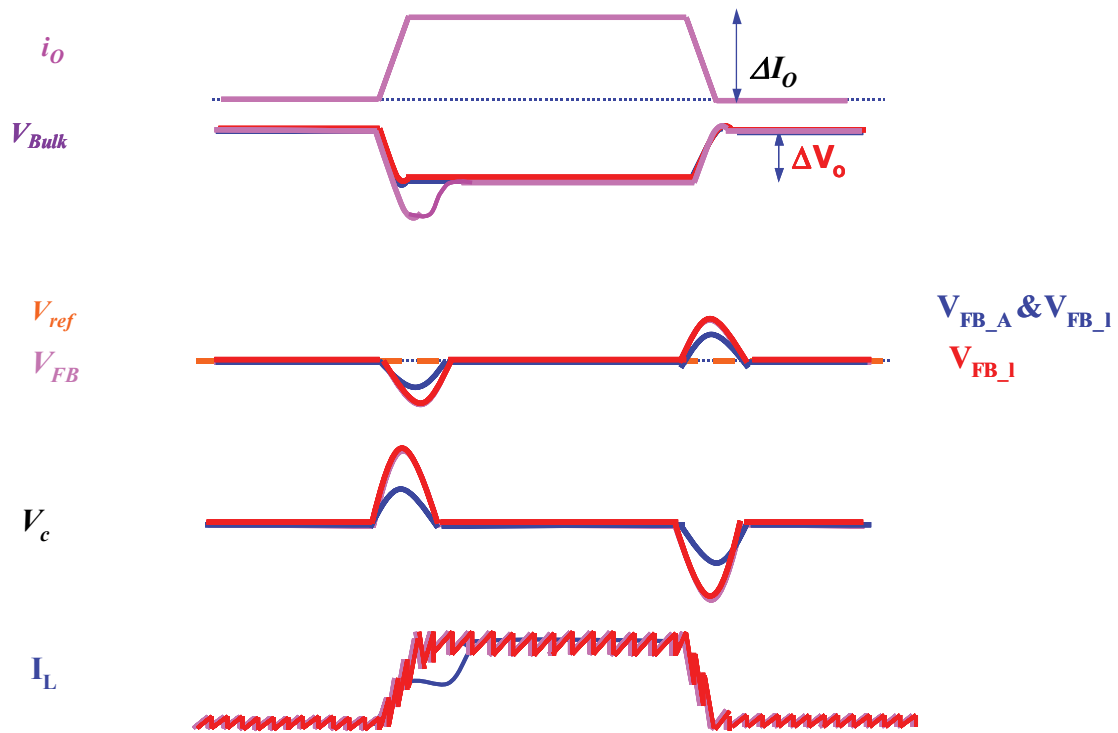 i_O
ΔI_O
V_Bulk
ΔV_o
V_ref
V_FB_A & V_FB_l
V_FB
V_FB_l
V_c
I_L